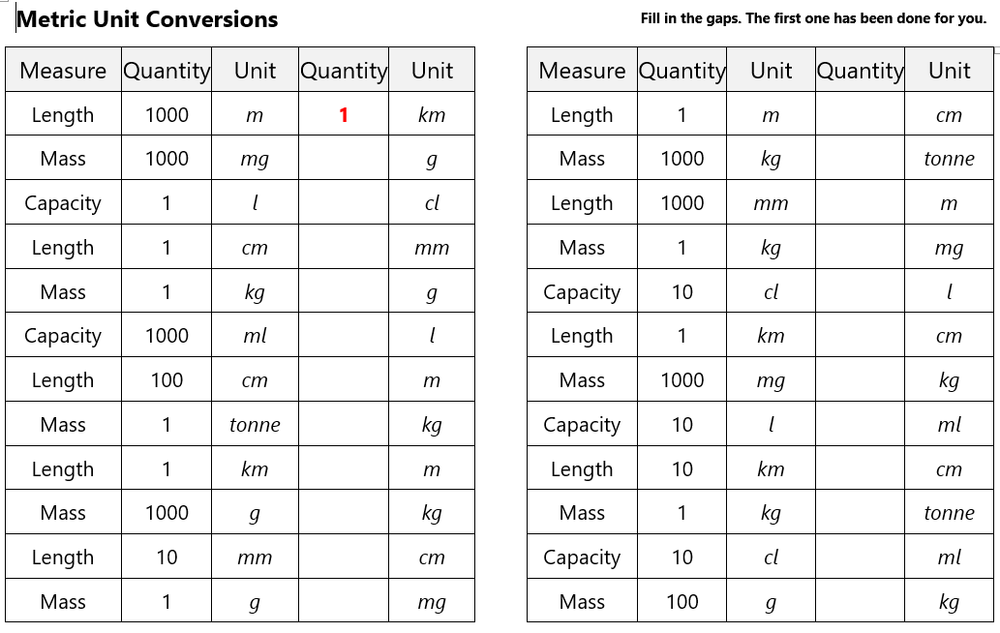 Metric Unit Conversions
Fill in the gaps. The first one has been done for you.
Measure Quantity Unit Quantity Unit
Length 1000 m 1 km
Mass 1000 mg g
Capacity 1 l cl
Length 1 cm mm
Mass 1 kg g
Capacity 1000 ml l
Length 100 cm m
Mass 1 tonne kg
Length 1 km m
Mass 1000 g kg
Length 10 mm cm
Mass 1 g mg
Measure Quantity Unit Quantity Unit
Length 1 m cm
Mass 1000 kg tonne
Length 1000 mm m
Mass 1 kg mg
Capacity 10 cl l
Length 1 km cm
Mass 1000 mg kg
Capacity 10 l ml
Length 10 km cm
Mass 1 kg tonne
Capacity 10 cl ml
Mass 100 g kg